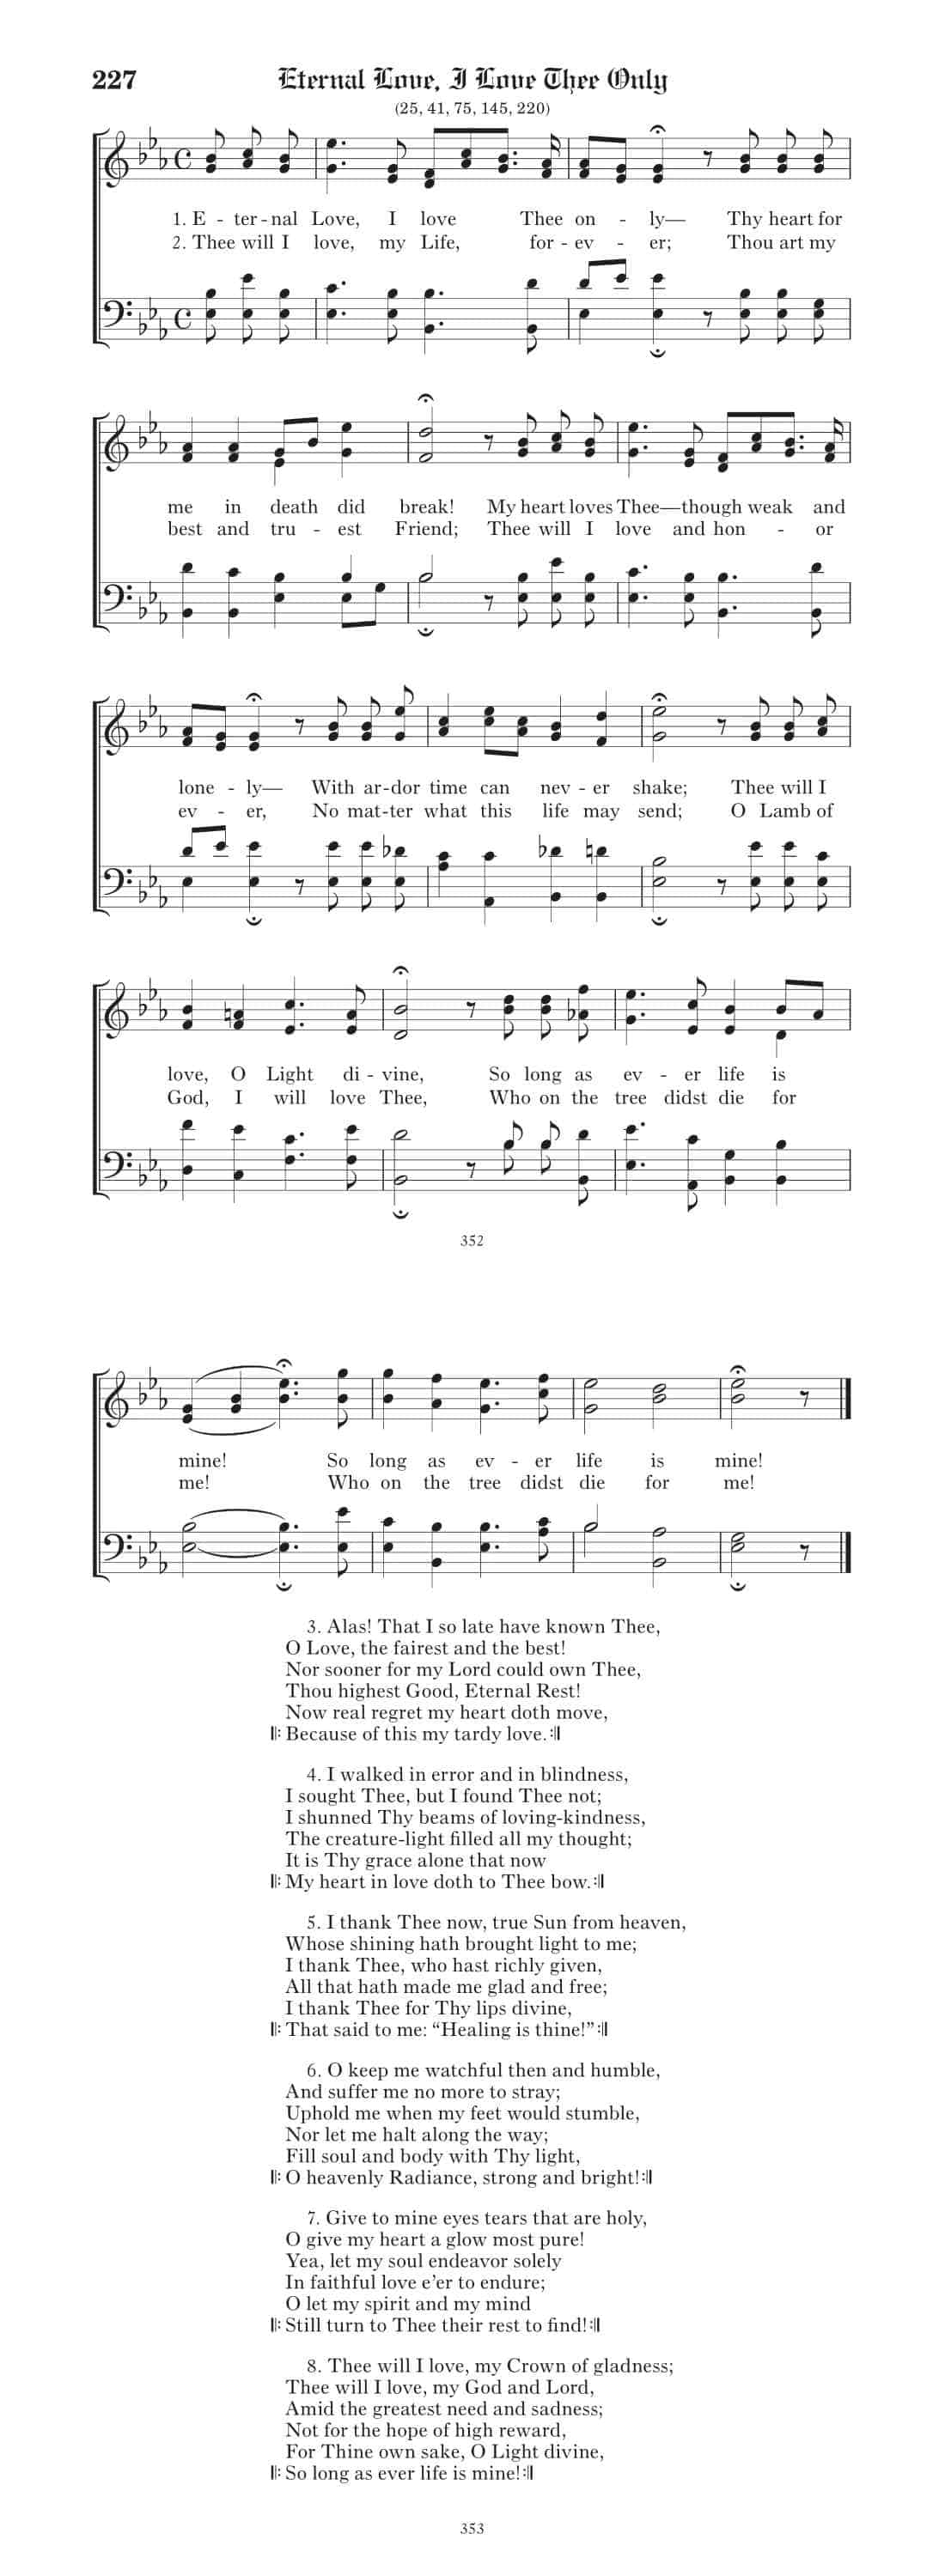 227 Eternal Love, I Love Thee Only
(25, 41, 75, 145, 220)
1. E - ter - nal Love, I love Thee on - ly— Thy heart for
2. Thee will I love, my Life, for - ev - er; Thou art my
me in death did break! My heart loves Thee—though weak and
best and tru - est Friend; Thee will I love and hon - or
lone - ly— With ar-dor time can nev - er shake; Thee will I
ev - er, No mat-ter what this life may send; O Lamb of
love, O Light di - vine, So long as ev - er life is
God, I will love Thee, Who on the tree didst die for
352
mine! So long as ev - er life is mine!
me! Who on the tree didst die for me!
3. Alas! That I so late have known Thee,
O Love, the fairest and the best!
Nor sooner for my Lord could own Thee,
Thou highest Good, Eternal Rest!
Now real regret my heart doth move,
𝄆 Because of this my tardy love. 𝄇
4. I walked in error and in blindness,
I sought Thee, but I found Thee not;
I shunned Thy beams of loving-kindness,
The creature-light filled all my thought;
It is Thy grace alone that now
𝄆 My heart in love doth to Thee bow. 𝄇
5. I thank Thee now, true Sun from heaven,
Whose shining hath brought light to me;
I thank Thee, who hast richly given,
All that hath made me glad and free;
I thank Thee for Thy lips divine,
𝄆 That said to me: “Healing is thine!” 𝄇
6. O keep me watchful then and humble,
And suffer me no more to stray;
Uphold me when my feet would stumble,
Nor let me halt along the way;
Fill soul and body with Thy light,
𝄆 O heavenly Radiance, strong and bright! 𝄇
7. Give to mine eyes tears that are holy,
O give my heart a glow most pure!
Yea, let my soul endeavor solely
In faithful love e’er to endure;
O let my spirit and my mind
𝄆 Still turn to Thee their rest to find! 𝄇
8. Thee will I love, my Crown of gladness;
Thee will I love, my God and Lord,
Amid the greatest need and sadness;
Not for the hope of high reward,
For Thine own sake, O Light divine,
𝄆 So long as ever life is mine! 𝄇
353